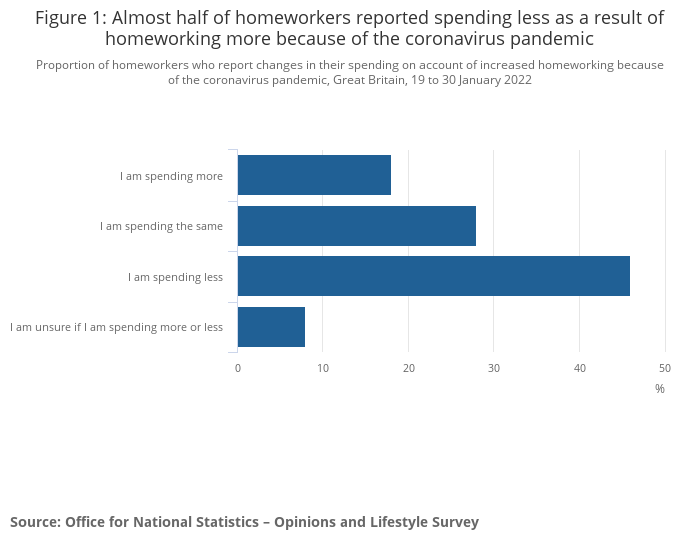 Figure 1: Almost half of homeworkers reported spending less as a result of
homeworking more because of the coronavirus pandemic
Proportion of homeworkers who report changes in their spending on account of increased homeworking because
of the coronavirus pandemic, Great Britain, 19 to 30 January 2022
I am spending more
I am spending the same
I am spending less
I am unsure if I am spending more or less
0 10 20 30 40 50
%
Source: Office for National Statistics – Opinions and Lifestyle Survey